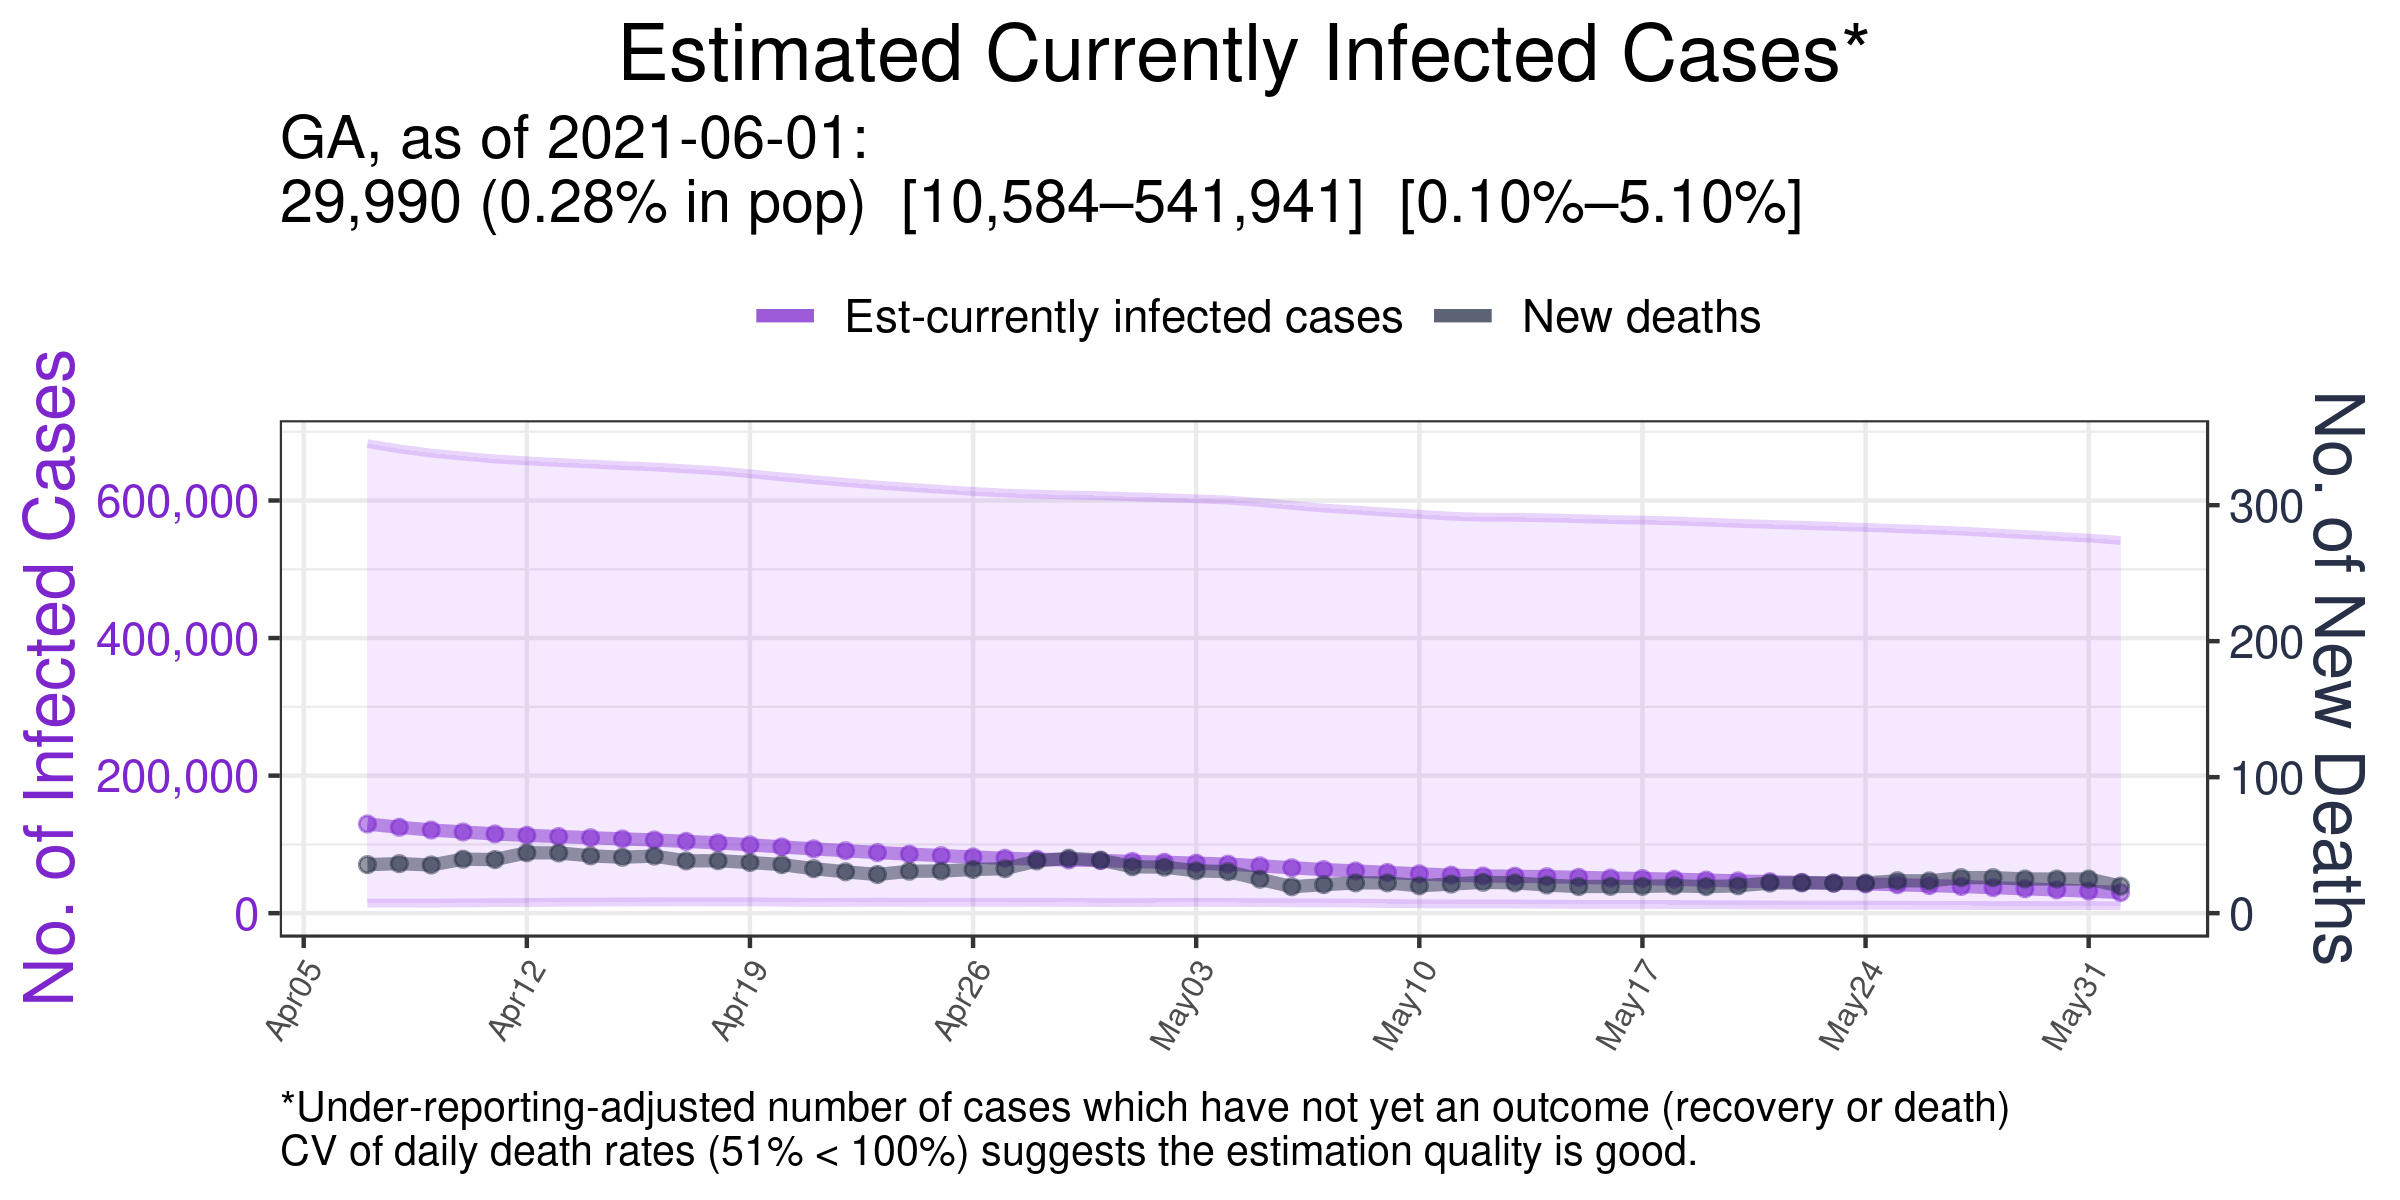 Estimated Currently Infected Cases*
GA, as of 2021-06-01:
29,990 (0.28% in pop)  [10,584–541,941]  [0.10%–5.10%]
Est-currently infected cases
New deaths
No. of Infected Cases
600,000
400,000
200,000
0
300
200
100
0
No. of New Deaths
Apr05
Apr12
Apr19
Apr26
May03
May10
May17
May24
May31
*Under-reporting-adjusted number of cases which have not yet an outcome (recovery or death)
CV of daily death rates (51% < 100%) suggests the estimation quality is good.